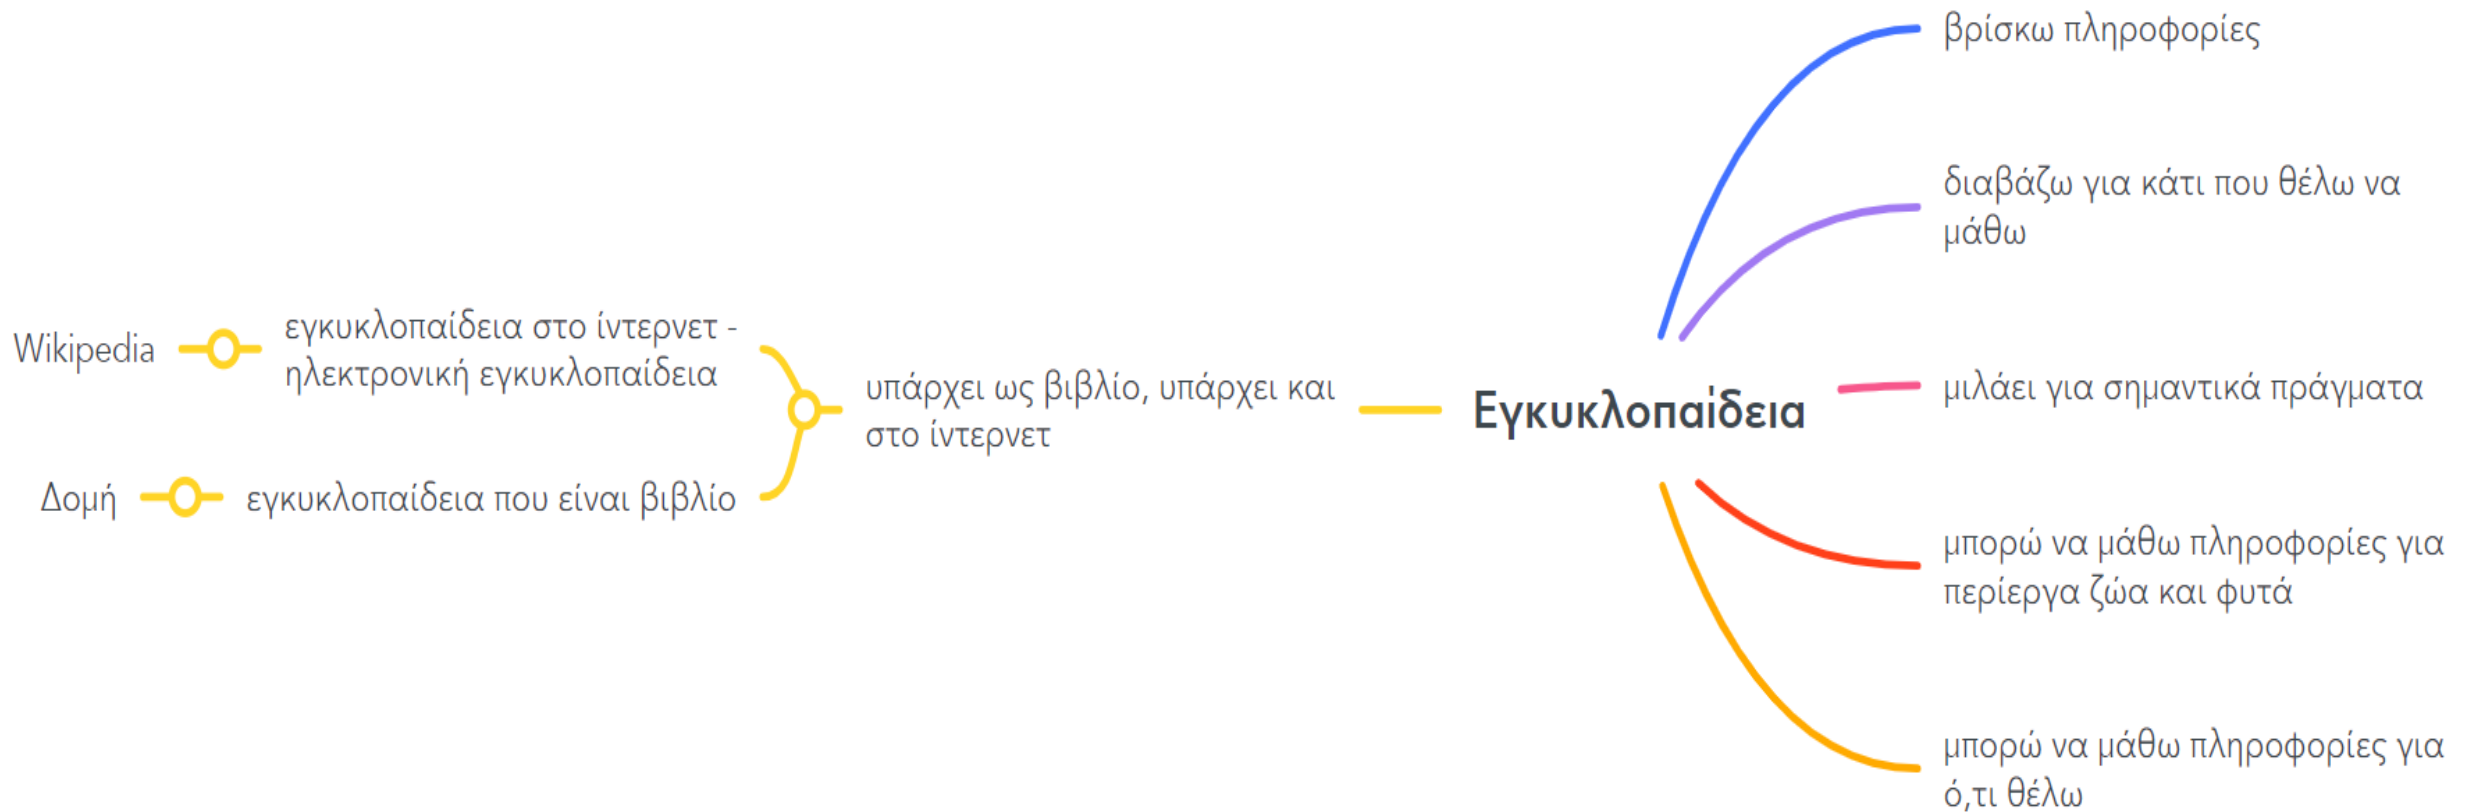 βρίσκω πληροφορίες
διαβάζω για κάτι που θέλω να
μάθω
μιλάει για σημαντικά πράγματα
μπορώ να μάθω πληροφορίες για
περίεργα ζώα και φυτά
μπορώ να μάθω πληροφορίες για
ό,τι θέλω
Εγκυκλοπαίδεια
υπάρχει ως βιβλίο, υπάρχει και
στο ίντερνετ
εγκυκλοπαίδεια στο ίντερνετ -
ηλεκτρονική εγκυκλοπαίδεια
Wikipedia
εγκυκλοπαίδεια που είναι βιβλίο
Δομή